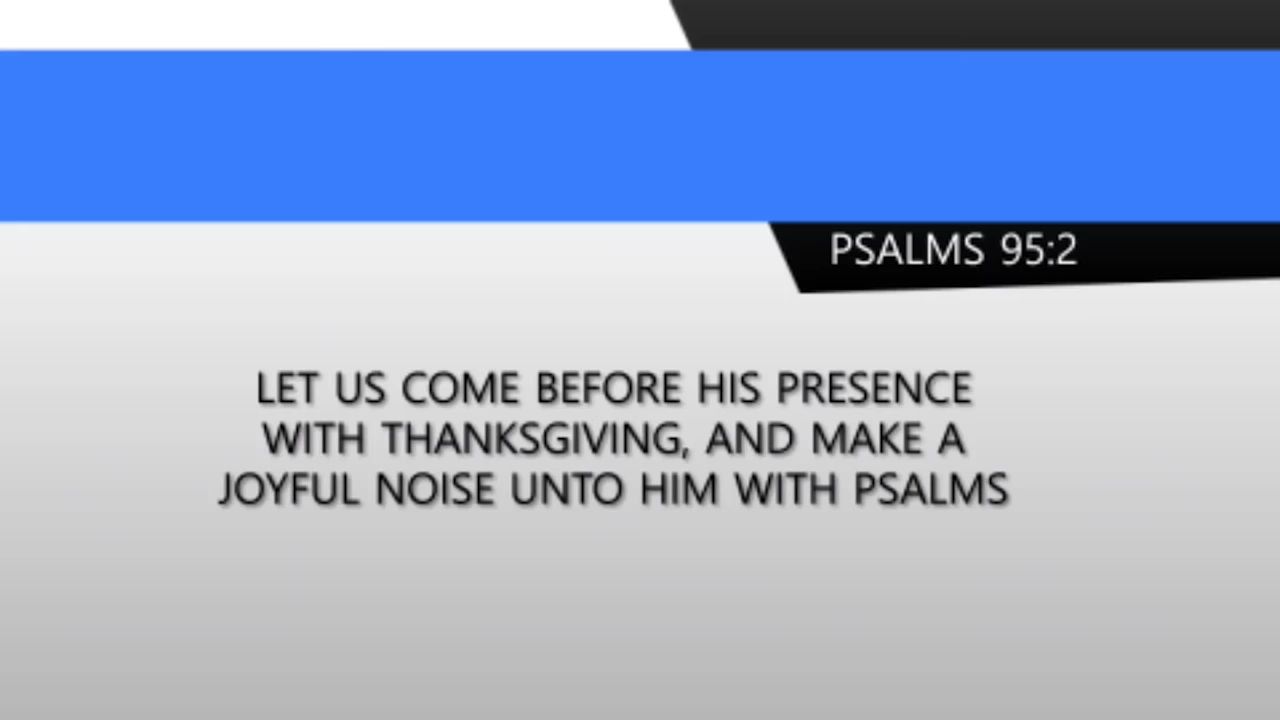 PSALMS 95:2
LET US COME BEFORE HIS PRESENCE
WITH THANKSGIVING, AND MAKE A
JOYFUL NOISE UNTO HIM WITH PSALMS